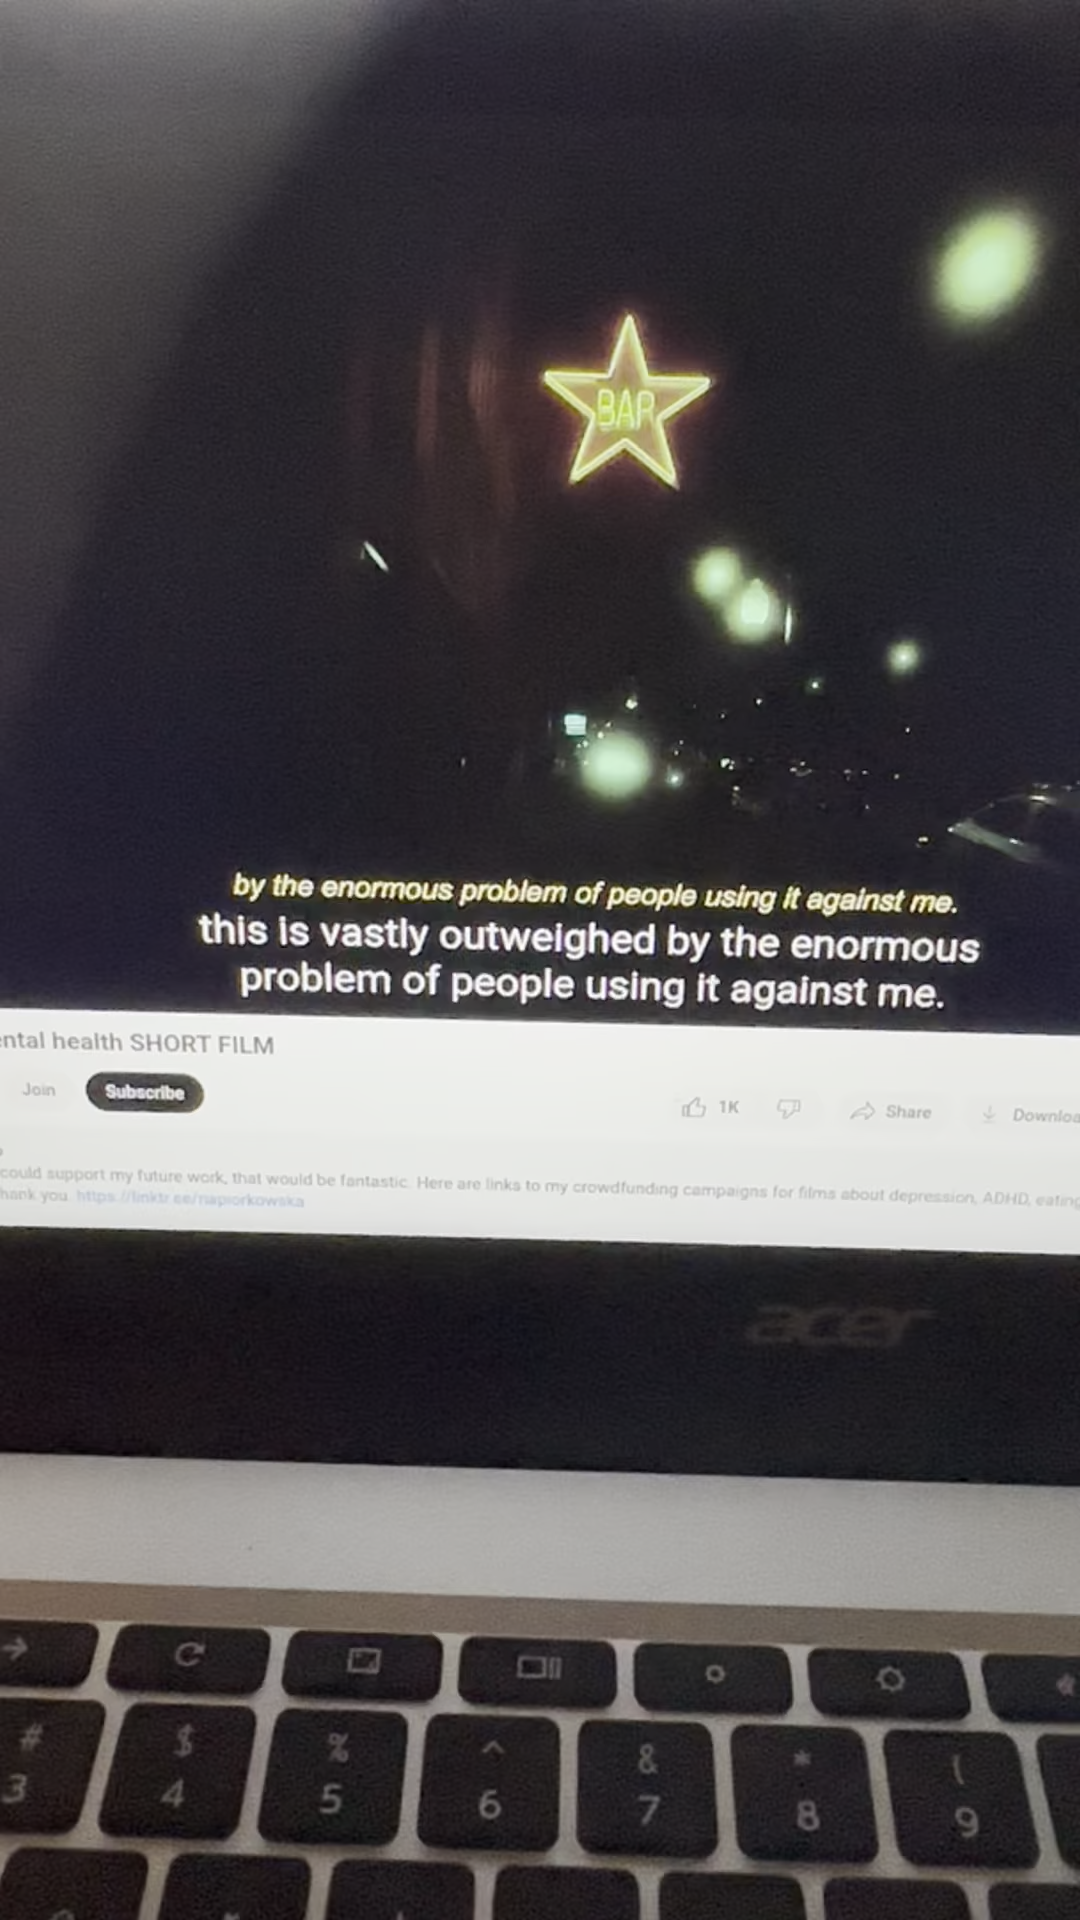 BAR
by the enormous problem of people using it against me.
this is vastly outweighed by the enormous
problem of people using it against me.
ental health SHORT FILM
Join Subscribe 1K Share Downloa
could support my future work, that would be fantastic. Here are links to my crowdfunding campaigns for films about depression, ADHD, eating
hank you. https://linktr.ee/napiorkowska
acer
# $ % ^ & * (
3 4 5 6 7 8 9